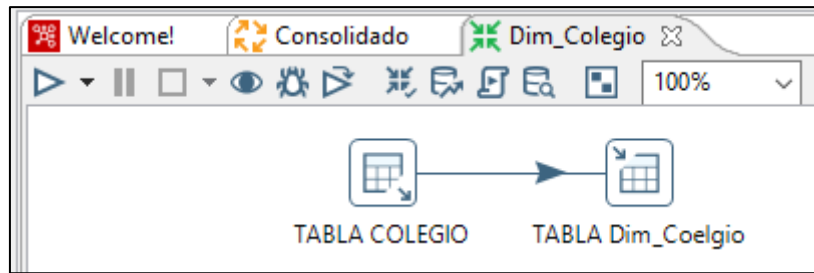 Welcome! Consolidado Dim_Colegio
100%
TABLA COLEGIO TABLA Dim_Coelgio